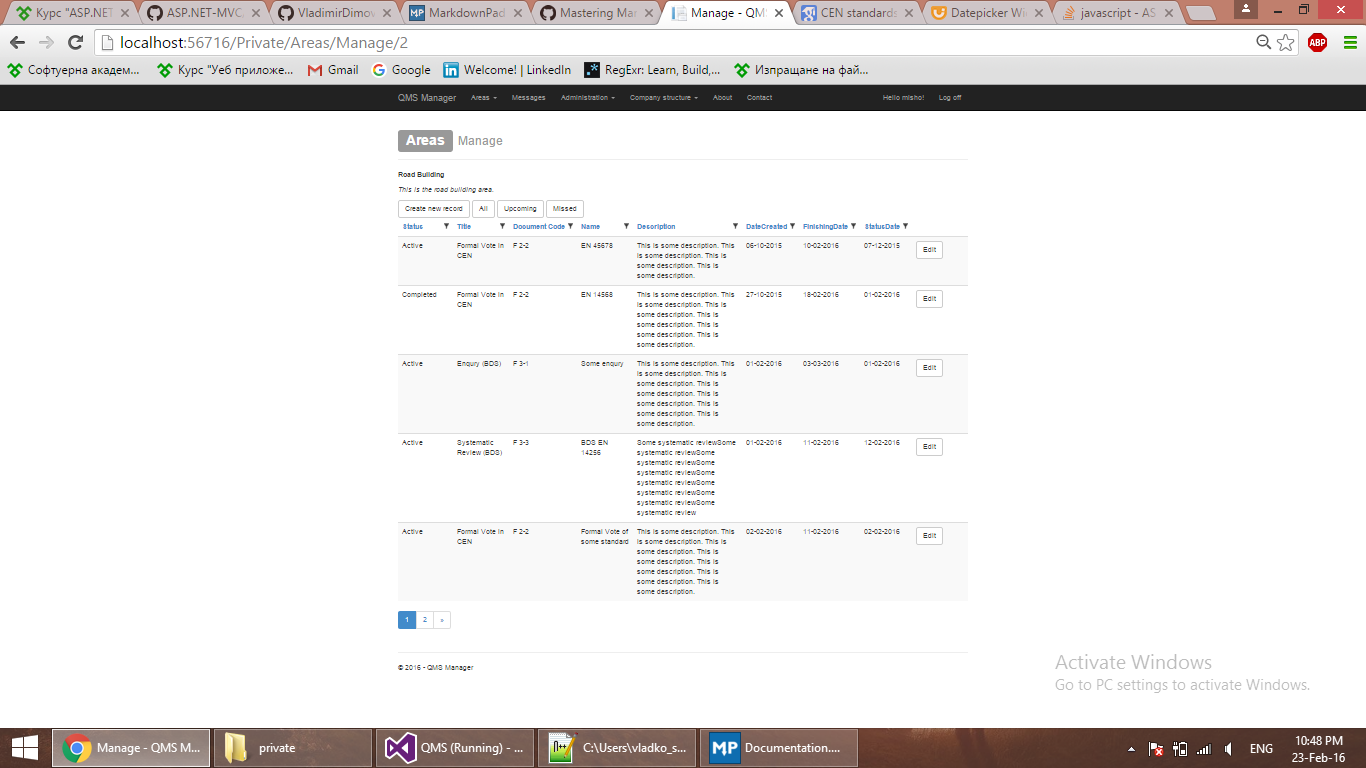 Курс "ASP.NET
ASP.NET-MVC
VladimirDimov
MarkdownPad
Mastering Mar
Manage - QMS
CEN standards
Datepicker Wi
javascript - AS
localhost:56716/Private/Areas/Manage/2
ABP
Софтуерна академ...
Курс "Уеб приложе...
Gmail
Google
Welcome! | LinkedIn
RegExr: Learn, Build,...
Изпращане на фай...
QMS Manager
Areas
Messages
Administration
Company structure
About
Contact
Hello misho!
Log off
Areas Manage
Road Building
This is the road building area.
Create new record
All
Upcoming
Missed
Status Title Document Code Name Description DateCreated FinishingDate StatusDate
Active Formal Vote in F 2-2 EN 45678 This is some description. This 06-10-2015 10-02-2016 07-12-2015 Edit
CEN is some description. This is
some description. This is
some description.
Completed Formal Vote in F 2-2 EN 14568 This is some description. This 27-10-2015 18-02-2016 01-02-2016 Edit
CEN is some description. This is
some description. This is
some description. This is
some description. This is
some description.
Active Enqury (BDS) F 3-1 Some enqury This is some description. This 01-02-2016 03-03-2016 01-02-2016 Edit
is some description. This is
some description. This is
some description. This is
some description. This is
some description. This is
some description.
Active Systematic F 3-3 BDS EN Some systematic reviewSome 01-02-2016 11-02-2016 12-02-2016 Edit
Review (BDS) 14256 systematic reviewSome
systematic reviewSome
systematic reviewSome
systematic reviewSome
systematic reviewSome
systematic reviewSome
systematic review
Active Formal Vote in F 2-2 Formal Vote of This is some description. This 02-02-2016 11-02-2016 02-02-2016 Edit
CEN some standard is some description. This is
some description. This is
some description. This is
some description. This is
some description. This is
some description.
1 2 »
© 2016 - QMS Manager
Activate Windows
Go to PC settings to activate Windows.
Manage - QMS M...
private
QMS (Running) - ...
C:\Users\vladko_s...
MP
Documentation....
ENG
10:48 PM
23-Feb-16